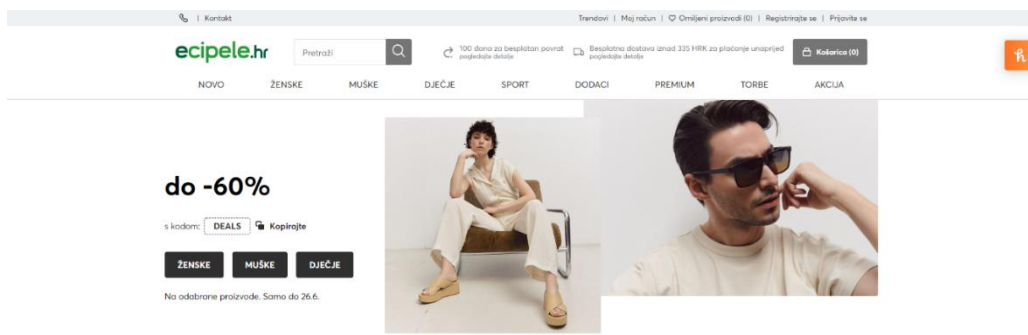 | Kontakt
Trendovi | Moj račun | Omiljeni proizvodi (0) | Registrirajte se | Prijavite se
ecipele.hr
Pretraži
100 dana za besplatan povrat
pogledajte detalje
Besplatna dostava iznad 335 HRK za plaćanje unaprijed
pogledajte detalje
Košarica (0)
NOVO ŽENSKE MUŠKE DJEČJE SPORT DODACI PREMIUM TORBE AKCIJA
do -60%
s kodom: DEALS Kopirajte
ŽENSKE MUŠKE DJEČJE
Na odabrane proizvode. Samo do 26.6.